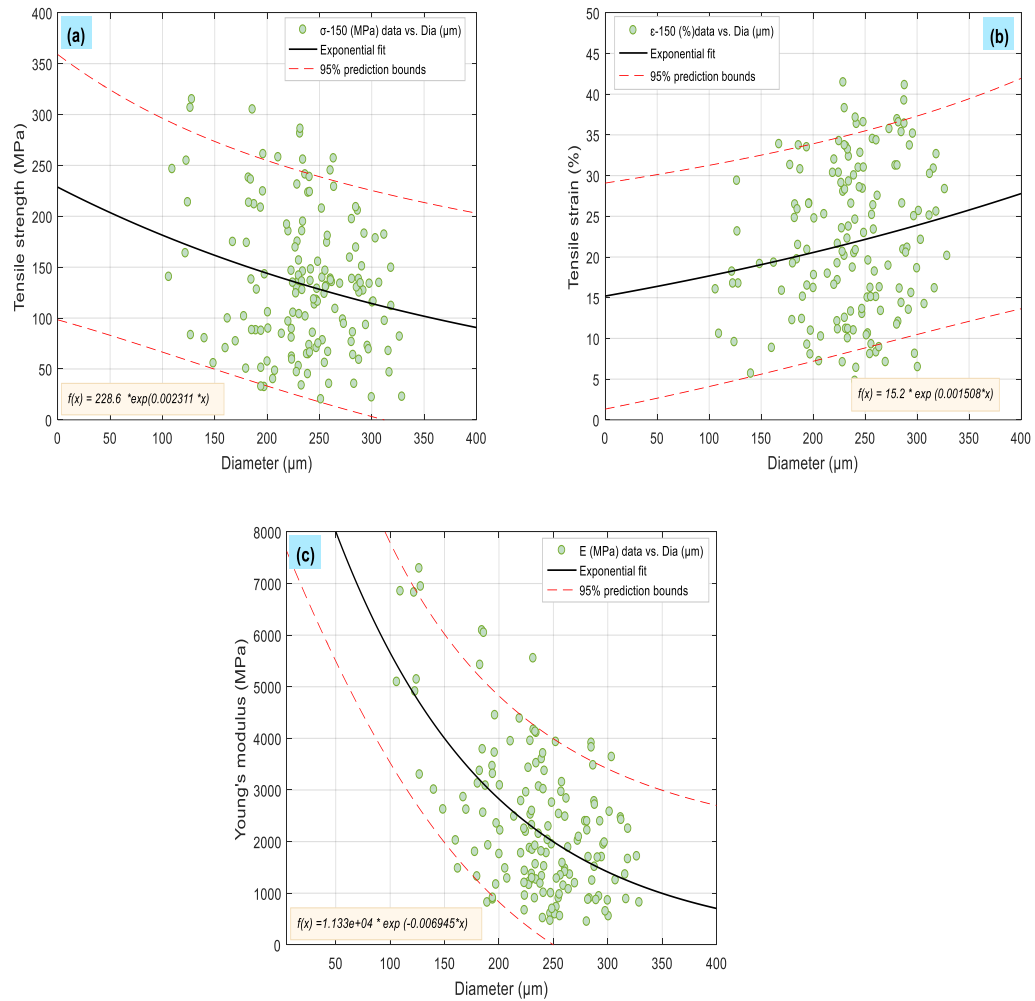 (a)
σ-150 (MPa) data vs. Dia (µm)
Exponential fit
95% prediction bounds
400
350
300
250
200
150
100
50
0
Tensile strength (MPa)
f(x) = 228.6 *exp(0.002311 *x)
0 50 100 150 200 250 300 350 400
Diameter (µm)
(b)
ε-150 (%)data vs. Dia (µm)
Exponential fit
95% prediction bounds
50
45
40
35
30
25
20
15
10
5
0
Tensile strain (%)
f(x) = 15.2 * exp (0.001508*x)
0 50 100 150 200 250 300 350 400
Diameter (µm)
(c)
E (MPa) data vs. Dia (µm)
Exponential fit
95% prediction bounds
8000
7000
6000
5000
4000
3000
2000
1000
0
Young's modulus (MPa)
f(x) =1.133e+04 * exp (-0.006945*x)
50 100 150 200 250 300 350 400
Diameter (µm)